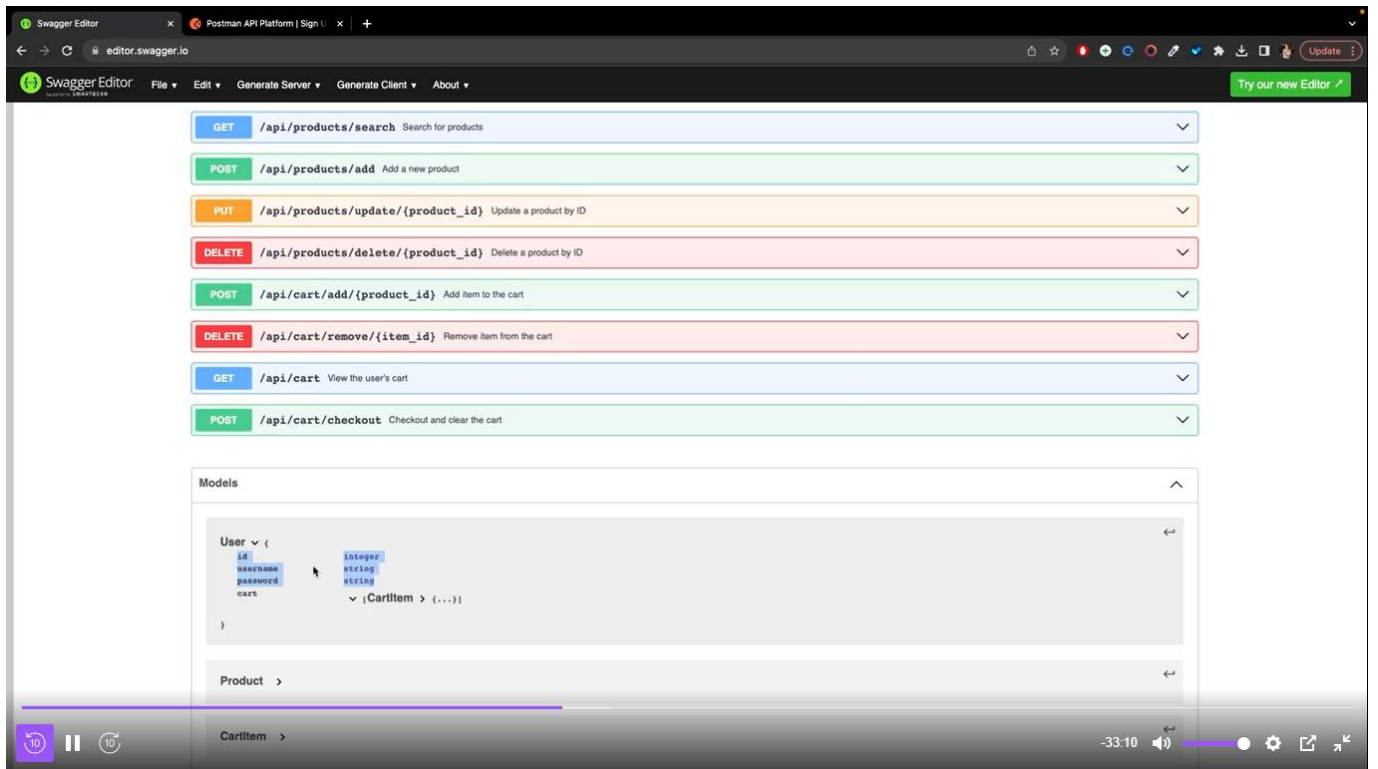 Swagger Editor
Postman API Platform | Sign U
editor.swagger.io
Update
Swagger Editor
SMARTBEAR
File
Edit
Generate Server
Generate Client
About
Try our new Editor
GET /api/products/search Search for products
POST /api/products/add Add a new product
PUT /api/products/update/{product_id} Update a product by ID
DELETE /api/products/delete/{product_id} Delete a product by ID
POST /api/cart/add/{product_id} Add item to the cart
DELETE /api/cart/remove/{item_id} Remove item from the cart
GET /api/cart View the user's cart
POST /api/cart/checkout Checkout and clear the cart
Models
User {
id integer
username string
password string
cart [CartItem > {...}]
}
Product >
CartItem >
10
10
-33:10